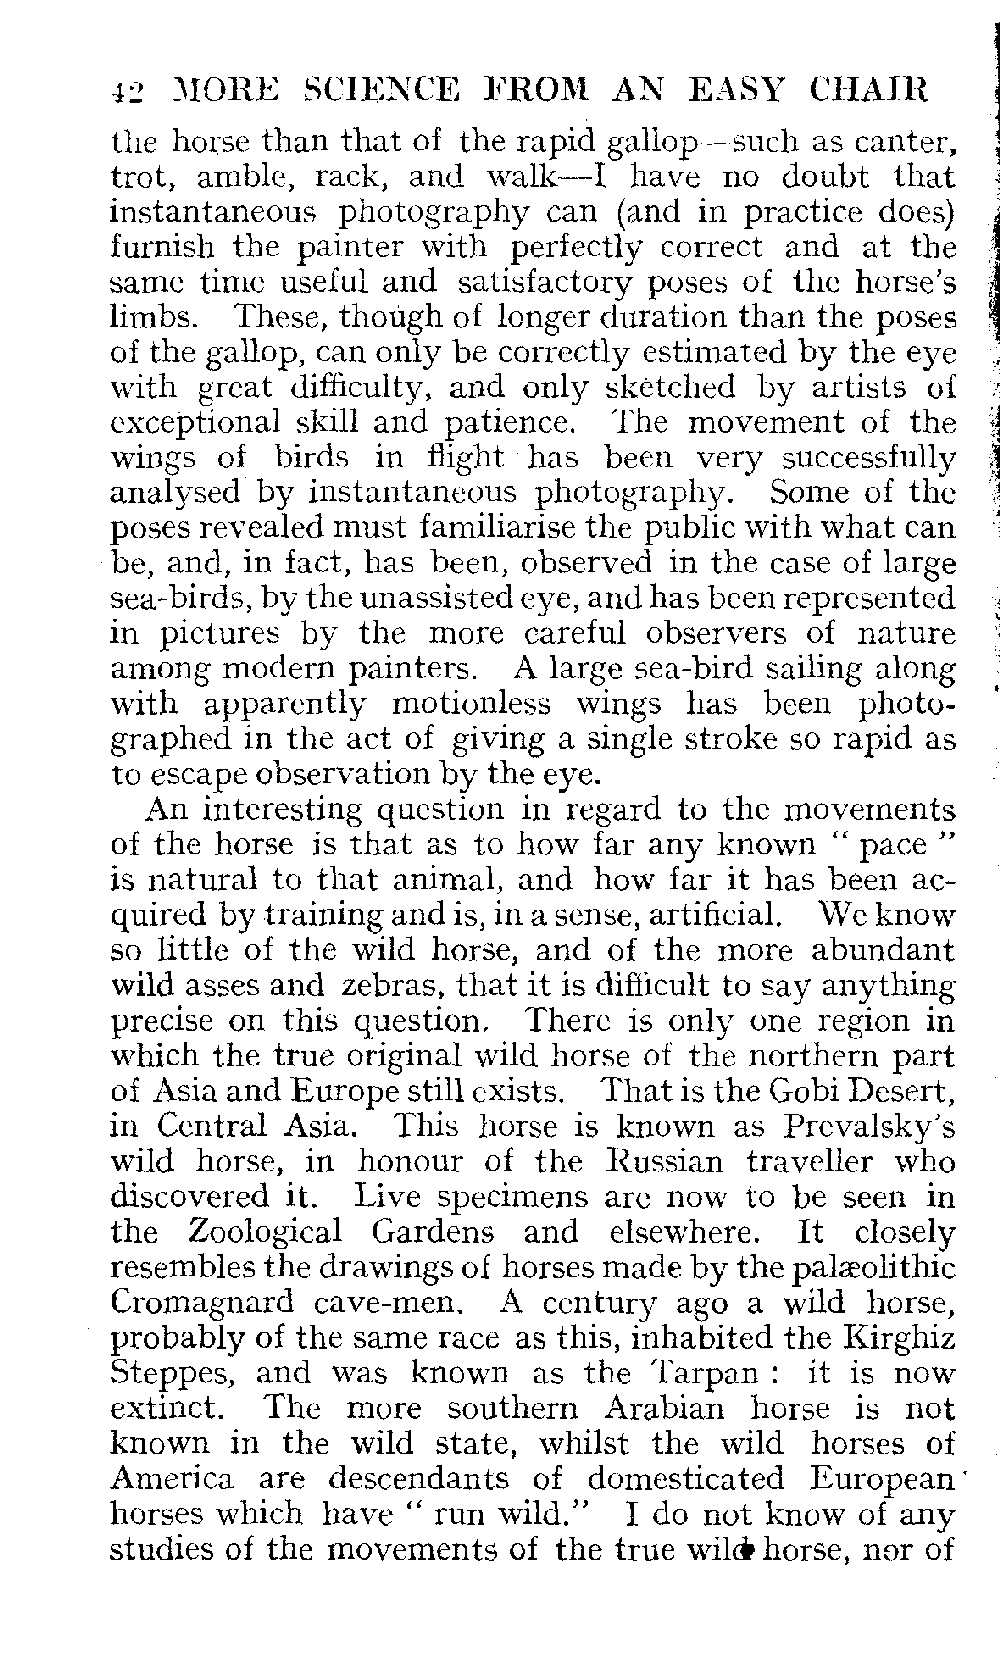 42 MORE SCIENCE FROM AN EASY CHAIR
the horse than that of the rapid gallop—such as canter,
trot, amble, rack, and walk—I have no doubt that
instantaneous photography can (and in practice does)
furnish the painter with perfectly correct and at the
same time useful and satisfactory poses of the horse's
limbs. These, though of longer duration than the poses
of the gallop, can only be correctly estimated by the eye
with great difficulty, and only sketched by artists of
exceptional skill and patience. The movement of the
wings of birds in flight has been very successfully
analysed by instantaneous photography. Some of the
poses revealed must familiarise the public with what can
be, and, in fact, has been, observed in the case of large
sea-birds, by the unassisted eye, and has been represented
in pictures by the more careful observers of nature
among modern painters. A large sea-bird sailing along
with apparently motionless wings has been photo-
graphed in the act of giving a single stroke so rapid as
to escape observation by the eye.
An interesting question in regard to the movements
of the horse is that as to how far any known " pace "
is natural to that animal, and how far it has been ac-
quired by training and is, in a sense, artificial. We know
so little of the wild horse, and of the more abundant
wild asses and zebras, that it is difficult to say anything
precise on this question. There is only one region in
which the true original wild horse of the northern part
of Asia and Europe still exists. That is the Gobi Desert,
in Central Asia. This horse is known as Prevalsky's
wild horse, in honour of the Russian traveller who
discovered it. Live specimens are now to be seen in
the Zoological Gardens and elsewhere. It closely
resembles the drawings of horses made by the palæolithic
Cromagnard cave-men. A century ago a wild horse,
probably of the same race as this, inhabited the Kirghiz
Steppes, and was known as the Tarpan : it is now
extinct. The more southern Arabian horse is not
known in the wild state, whilst the wild horses of
America are descendants of domesticated European
horses which have " run wild." I do not know of any
studies of the movements of the true wild horse, nor of